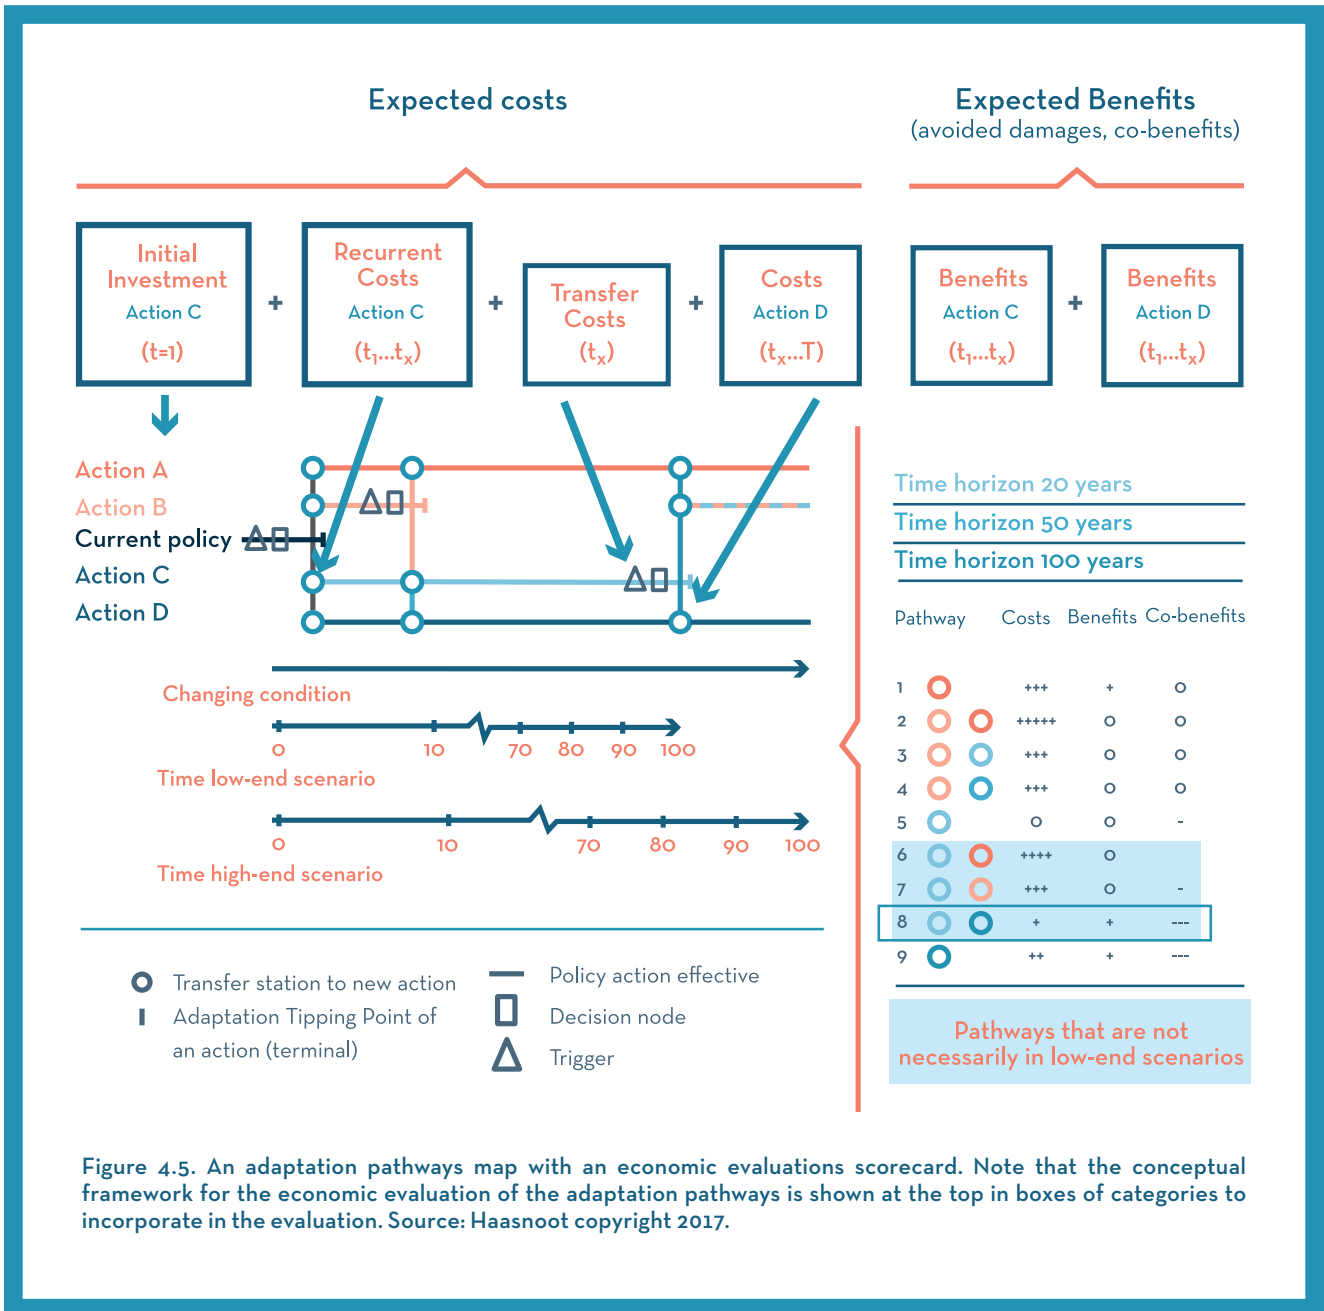 Expected costs
Expected Benefits
(avoided damages, co-benefits)
Initial
Investment
Action C
(t=1)
+
Recurrent
Costs
Action C
(t₁...tₓ)
+
Transfer
Costs
(tₓ)
+
Costs
Action D
(tₓ...T)
Benefits
Action C
(t₁...tₓ)
+
Benefits
Action D
(t₁...tₓ)
Action A
Action B
Current policy
Action C
Action D
Changing condition
0 10 70 80 90 100
Time low-end scenario
0 10 70 80 90 100
Time high-end scenario
Transfer station to new action
Adaptation Tipping Point of
an action (terminal)
Policy action effective
Decision node
Trigger
Time horizon 20 years
Time horizon 50 years
Time horizon 100 years
Pathway Costs Benefits Co-benefits
1 +++ + o
2 +++++ o o
3 +++ o o
4 +++ o o
5 o o -
6 ++++ o
7 +++ o -
8 + + ---
9 ++ + ---
Pathways that are not
necessarily in low-end scenarios
Figure 4.5. An adaptation pathways map with an economic evaluations scorecard. Note that the conceptual
framework for the economic evaluation of the adaptation pathways is shown at the top in boxes of categories to
incorporate in the evaluation. Source: Haasnoot copyright 2017.